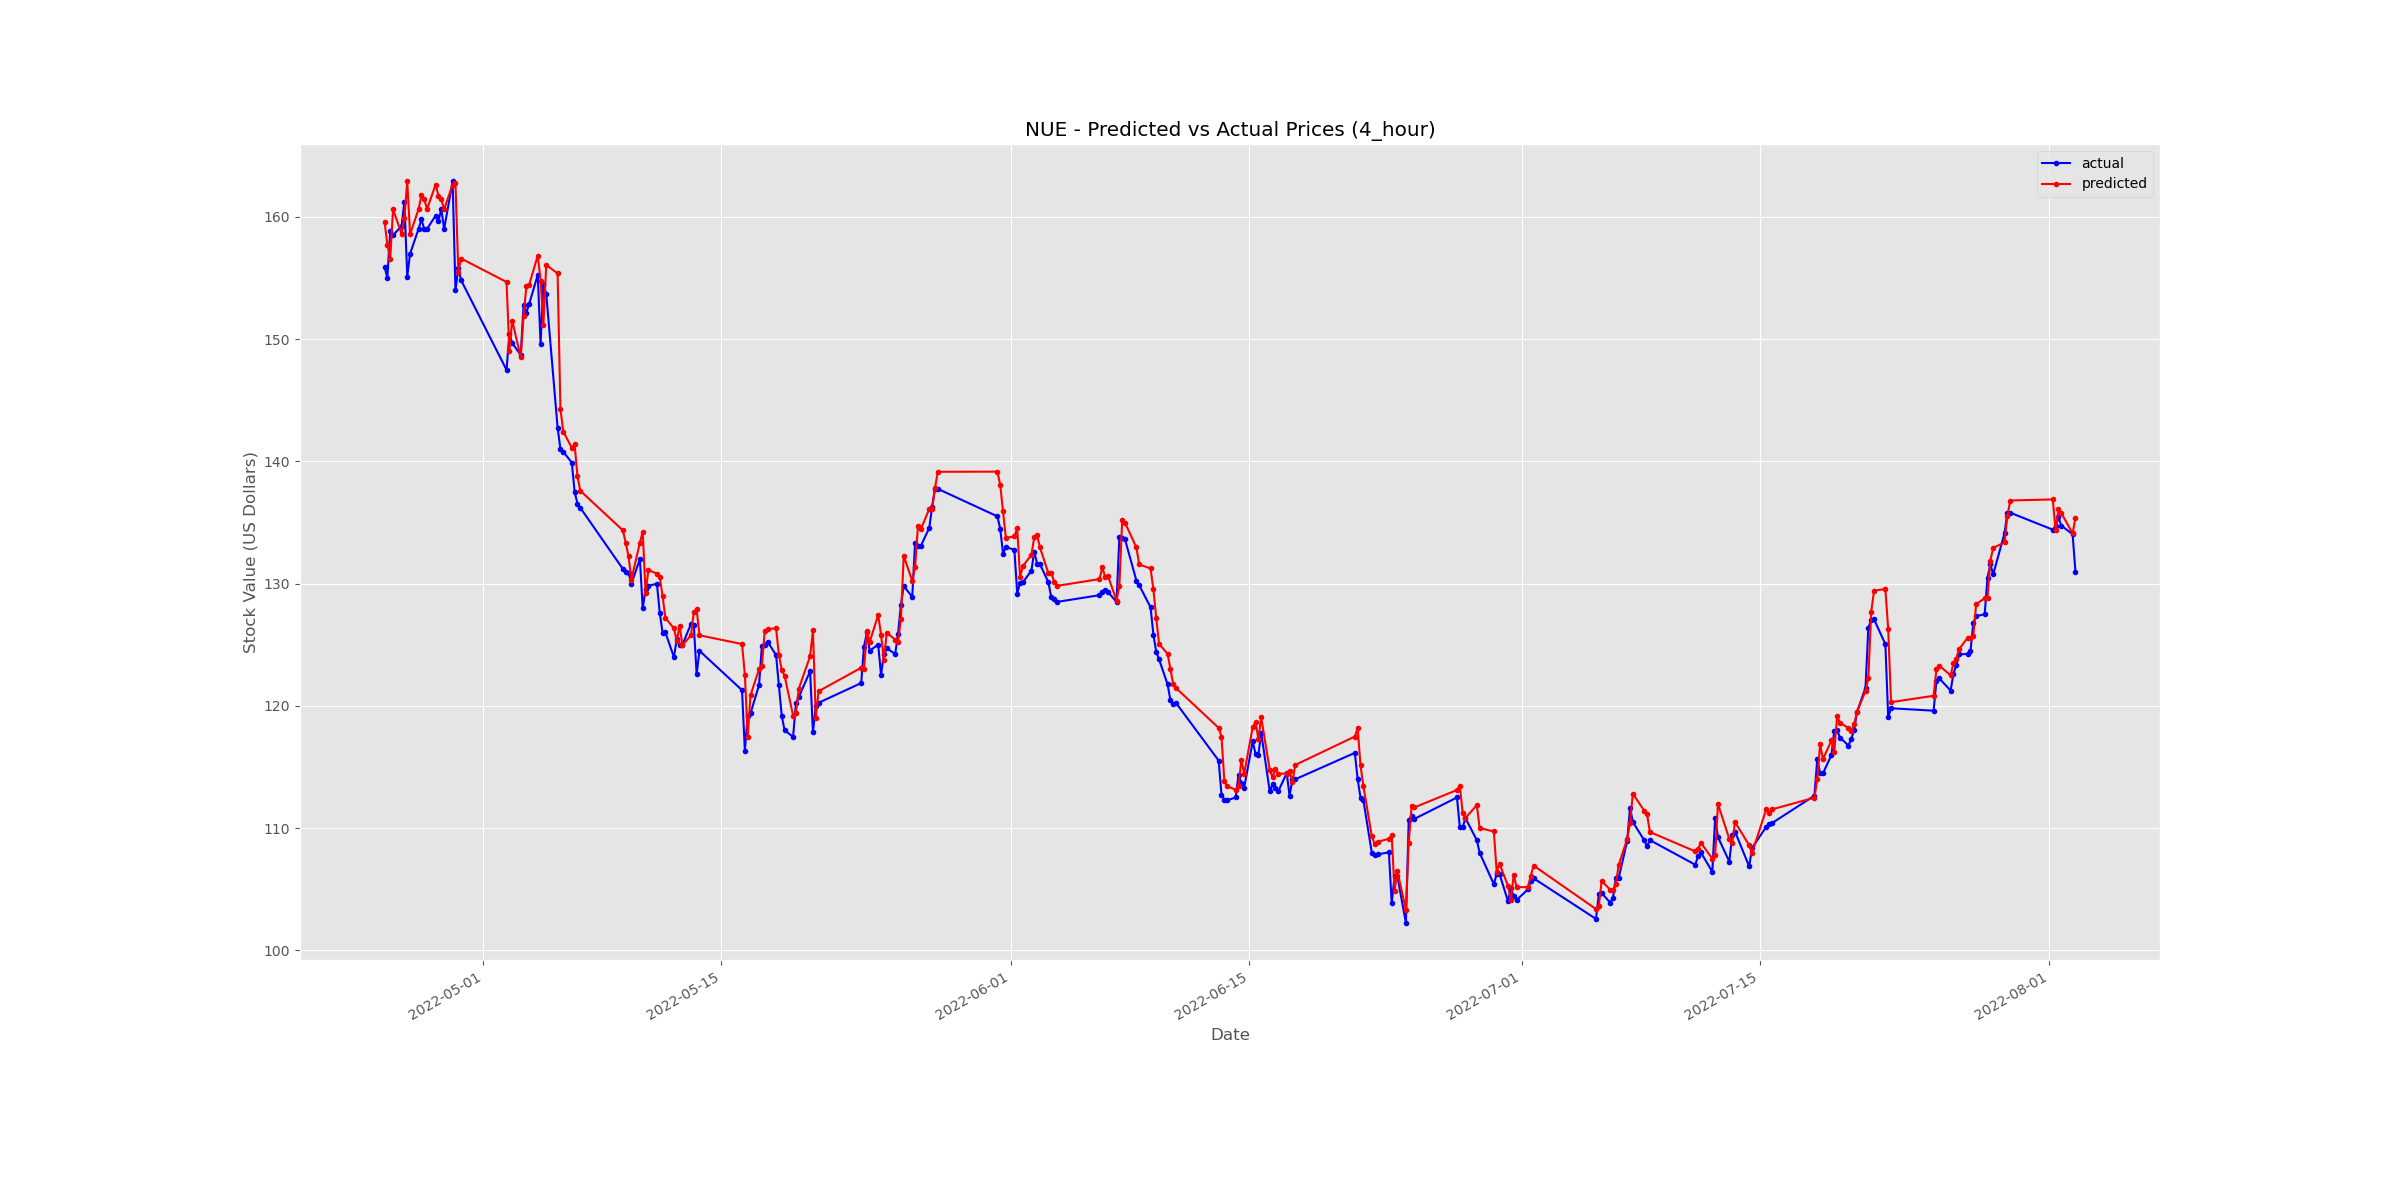 NUE - Predicted vs Actual Prices (4_hour)
actual
predicted
Stock Value (US Dollars)
160
150
140
130
120
110
100
2022-05-01
2022-05-15
2022-06-01
2022-06-15
2022-07-01
2022-07-15
2022-08-01
Date